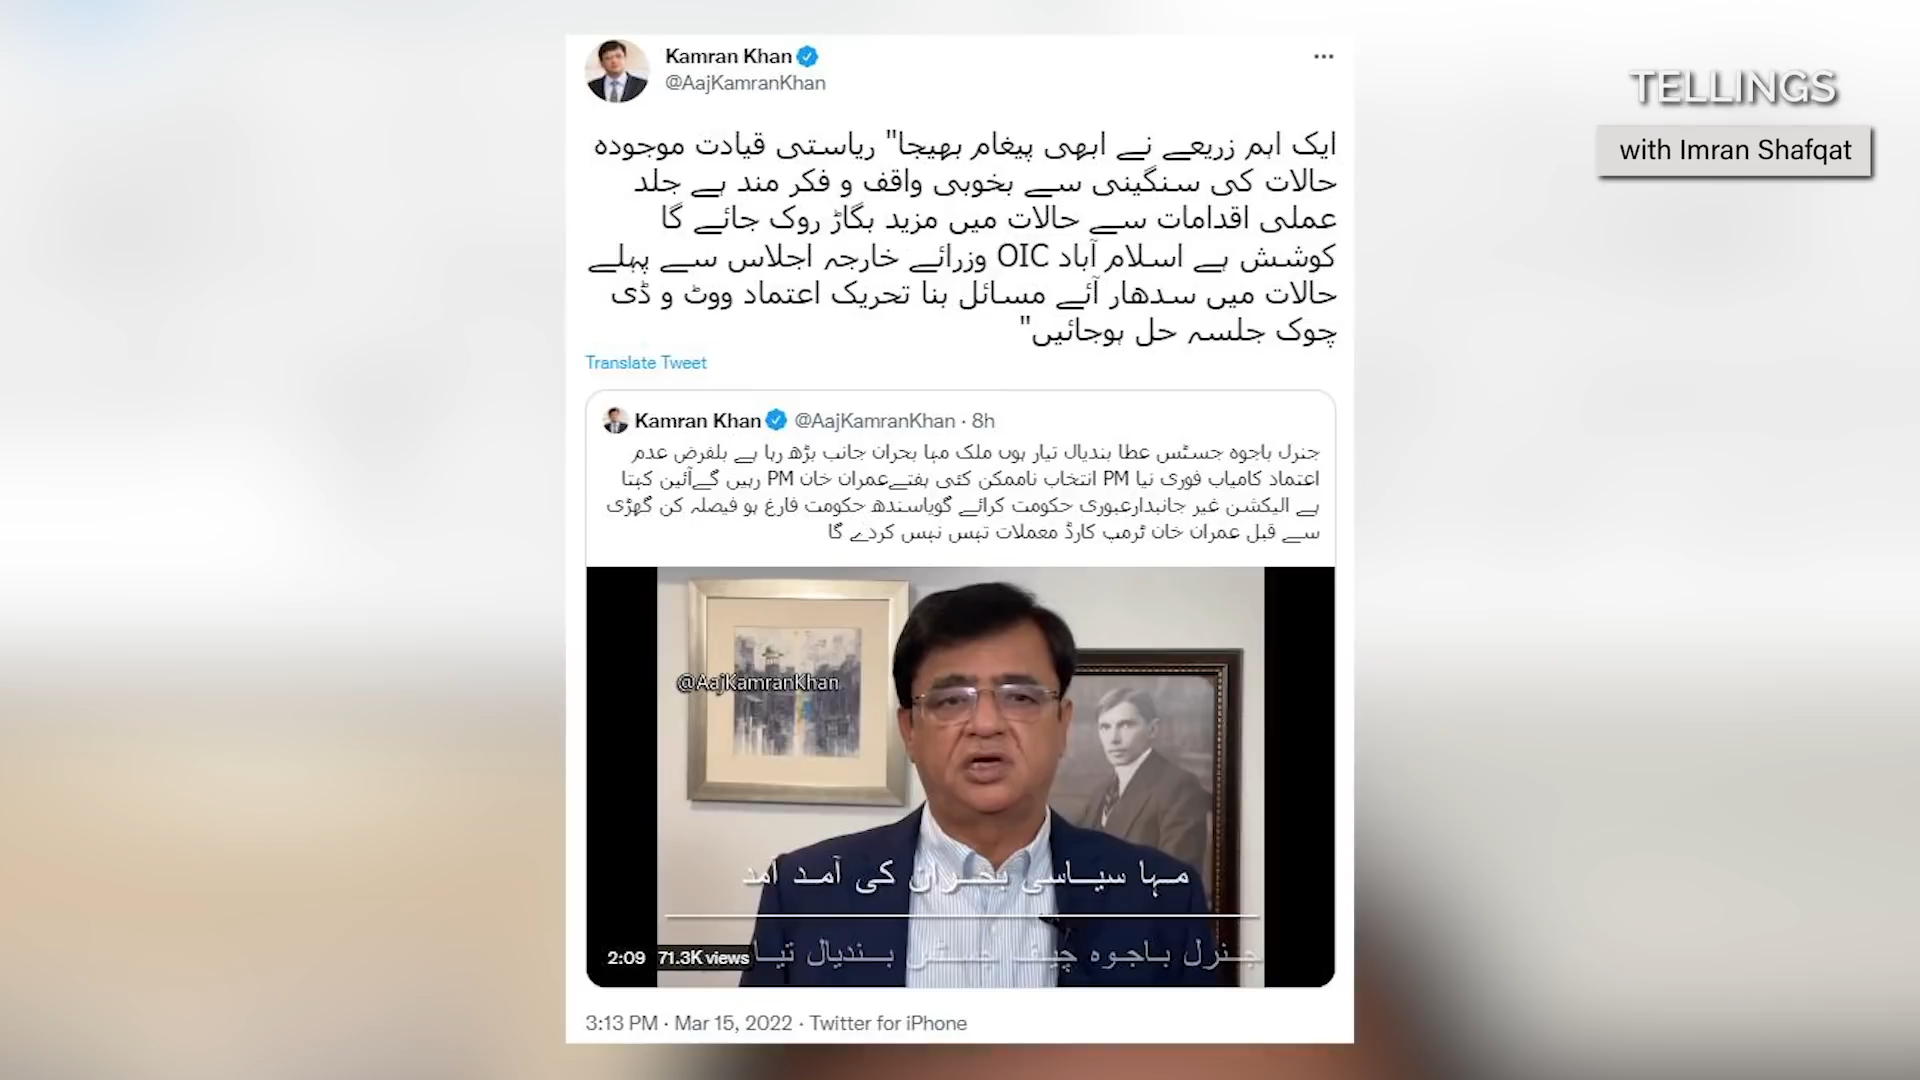 Kamran Khan
@AajKamranKhan
TELLINGS
with Imran Shafqat
ایک اہم زریعے نے ابھی پیغام بھیجا" ریاستی قیادت موجودہ
حالات کی سنگینی سے بخوبی واقف و فکر مند ہے جلد
عملی اقدامات سے حالات میں مزید بگاڑ روک جائے گا
کوشش ہے اسلام آباد OIC وزرائے خارجہ اجلاس سے پہلے
حالات میں سدھار آئے مسائل بنا تحریک اعتماد ووٹ و ڈی
چوک جلسہ حل ہوجائیں"
Translate Tweet
Kamran Khan @AajKamranKhan · 8h
جنرل باجوہ جسٹس عطا بندیال تیار ہوں ملک مہا بحران جانب بڑھ رہا ہے بلفرض عدم
اعتماد کامیاب فوری نیا PM انتخاب ناممکن کئی ہفتےعمران خان PM رہیں گےآئین کہتا
ہے الیکشن غیر جانبدارعبوری حکومت کرائے گویاسندھ حکومت فارغ ہو فیصلہ کن گھڑی
سے قبل عمران خان ٹرمپ کارڈ معملات تہس نہس کردے گا
@AajKamranKhan
مہا سیاسی بحران کی آمد آمد
جنرل باجوہ چیف جسٹس بندیال تیا
2:09 71.3K views
3:13 PM · Mar 15, 2022 · Twitter for iPhone